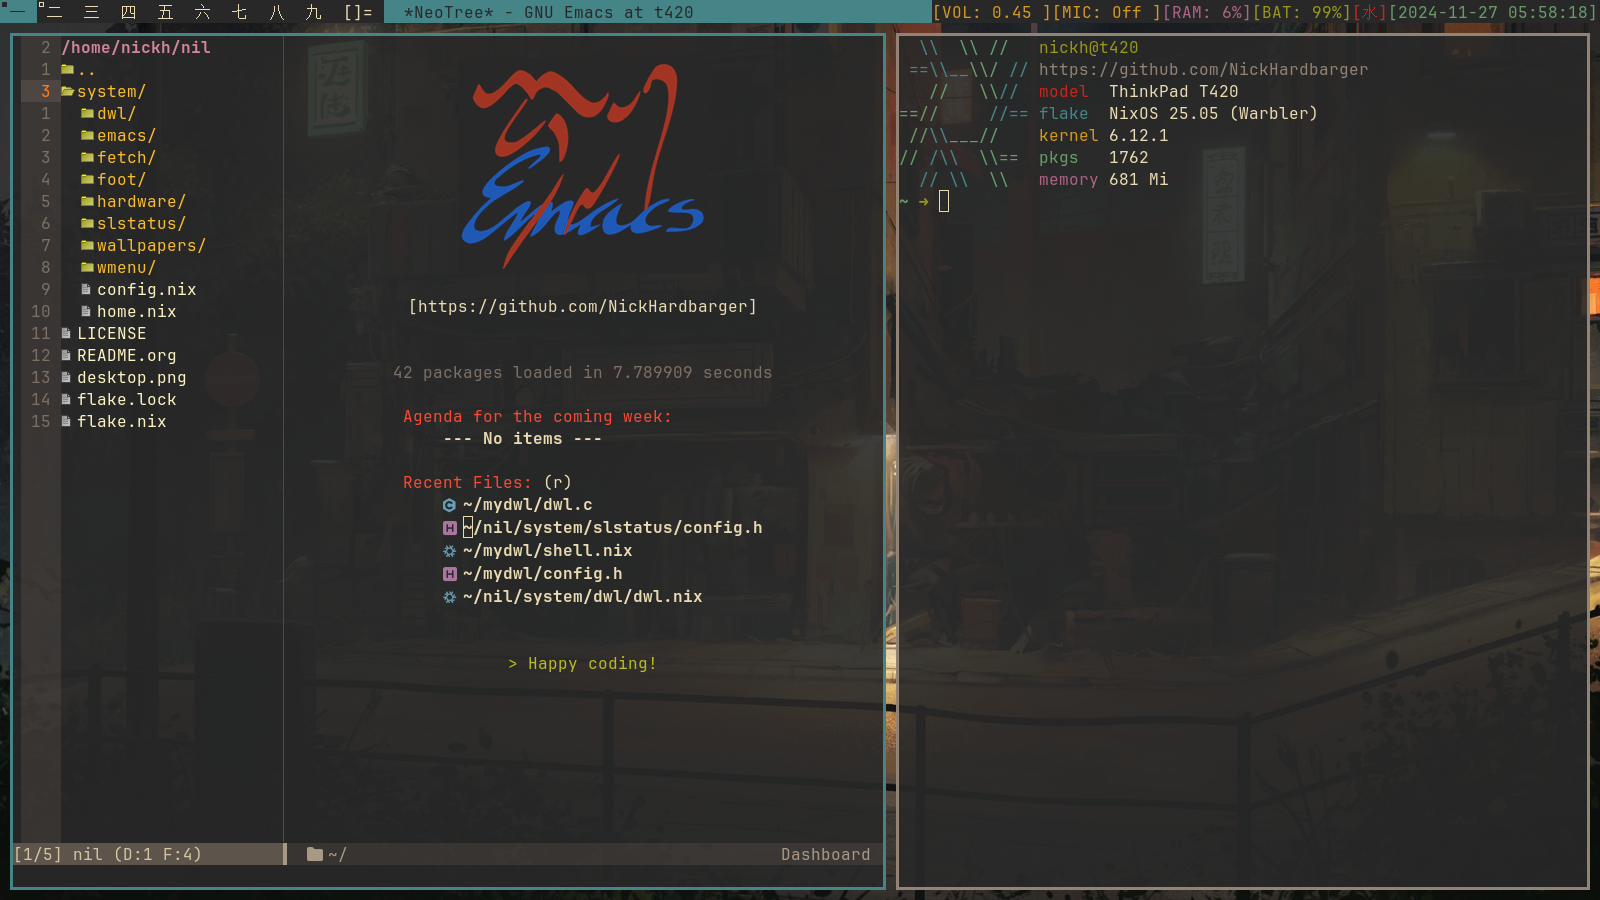 一 二 三 四 五 六 七 八 九 []= *NeoTree* - GNU Emacs at t420 [VOL: 0.45 ][MIC: Off ][RAM: 6%][BAT: 99%][水][2024-11-27 05:58:18]
2 /home/nickh/nil
1 ..
3 system/
1 dwl/
2 emacs/
3 fetch/
4 foot/
5 hardware/
6 slstatus/
7 wallpapers/
8 wmenu/
9 config.nix
10 home.nix
11 LICENSE
12 README.org
13 desktop.png
14 flake.lock
15 flake.nix
[1/5] nil (D:1 F:4)
Emacs
[https://github.com/NickHardbarger]
42 packages loaded in 7.789909 seconds
Agenda for the coming week:
--- No items ---
Recent Files: (r)
~/mydwl/dwl.c
~/nil/system/slstatus/config.h
~/mydwl/shell.nix
~/mydwl/config.h
~/nil/system/dwl/dwl.nix
> Happy coding!
~/ Dashboard
\\ \\ // nickh@t420
==\\__\\/ // https://github.com/NickHardbarger
// \\// model ThinkPad T420
==// //== flake NixOS 25.05 (Warbler)
//\\___// kernel 6.12.1
// /\\ \\== pkgs 1762
// \\ \\ memory 681 Mi
~ →